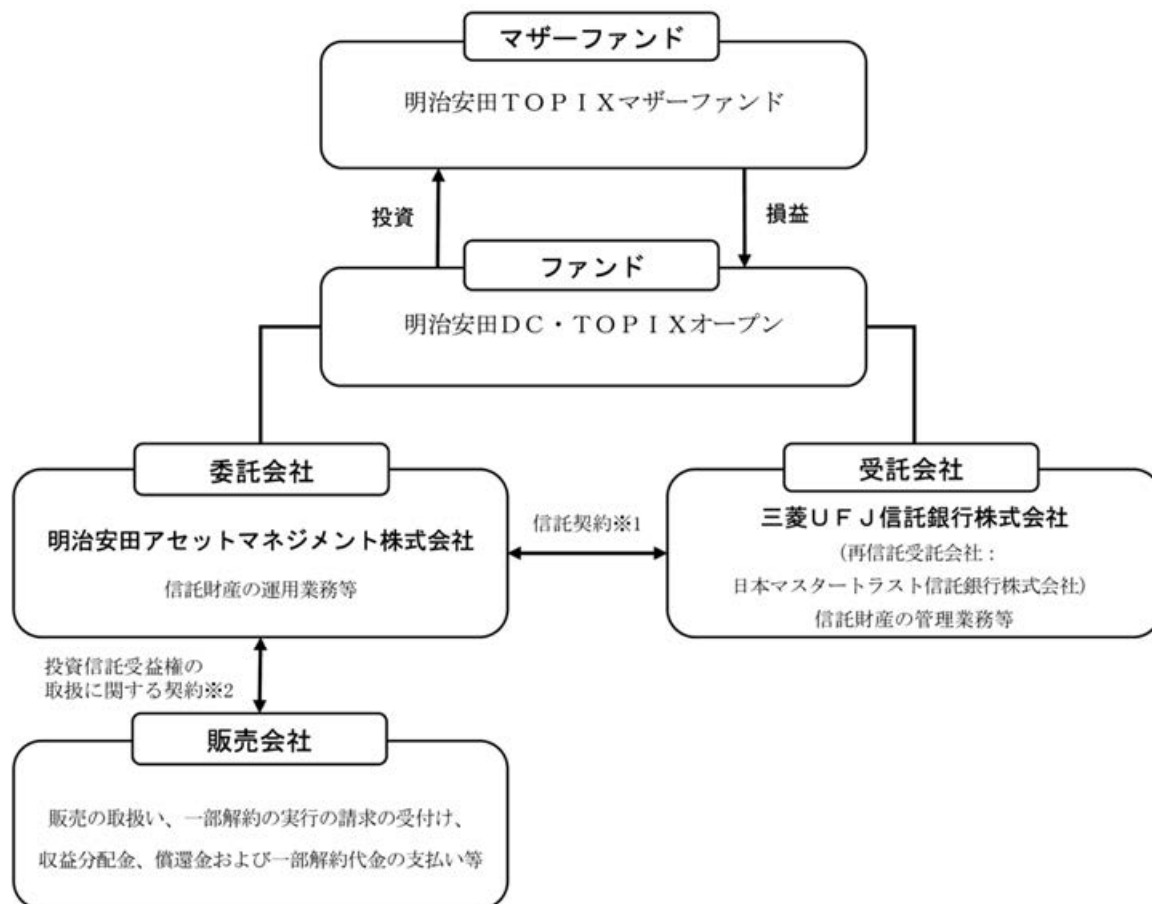 マザーファンド
明治安田TOPIXマザーファンド
投資
損益
ファンド
明治安田DC・TOPIXオープン
委託会社
明治安田アセットマネジメント株式会社
信託財産の運用業務等
信託契約※1
受託会社
三菱UFJ信託銀行株式会社
(再信託受託会社:
日本マスタートラスト信託銀行株式会社)
信託財産の管理業務等
投資信託受益権の
取扱に関する契約※2
販売会社
販売の取扱い、一部解約の実行の請求の受付け、
収益分配金、償還金および一部解約代金の支払い等